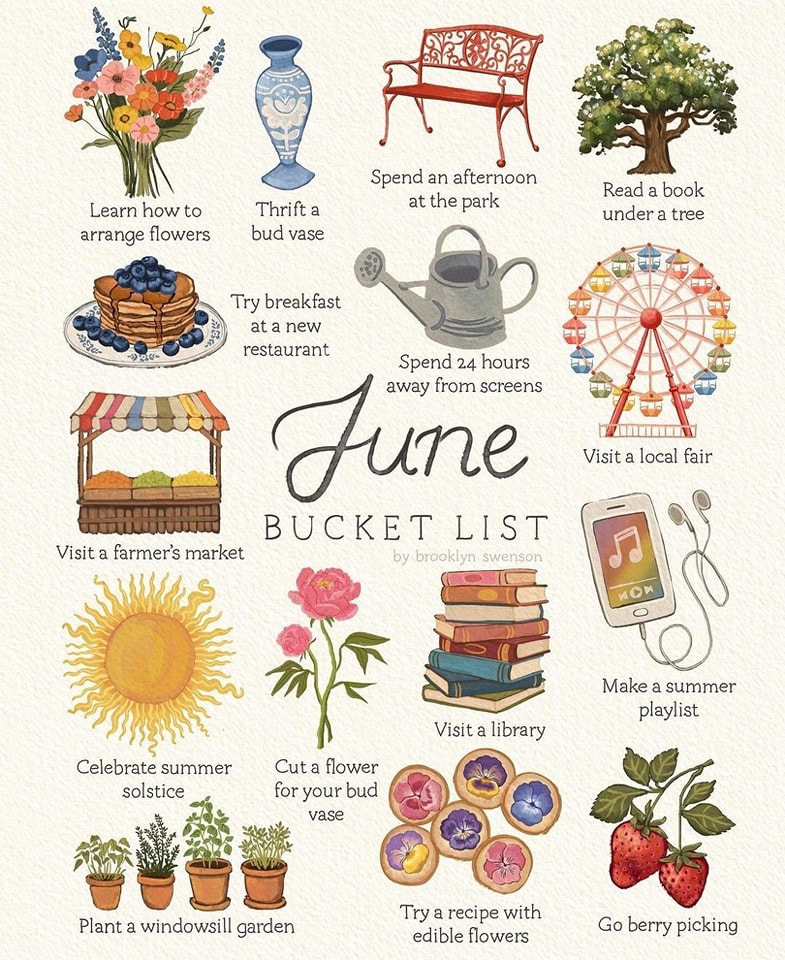 Learn how to
arrange flowers
Thrift a
bud vase
Spend an afternoon
at the park
Read a book
under a tree
Try breakfast
at a new
restaurant
Spend 24 hours
away from screens
Visit a local fair
June
BUCKET LIST
by brooklyn swenson
Visit a farmer's market
Make a summer
playlist
Celebrate summer
solstice
Cut a flower
for your bud
vase
Visit a library
Plant a windowsill garden
Try a recipe with
edible flowers
Go berry picking